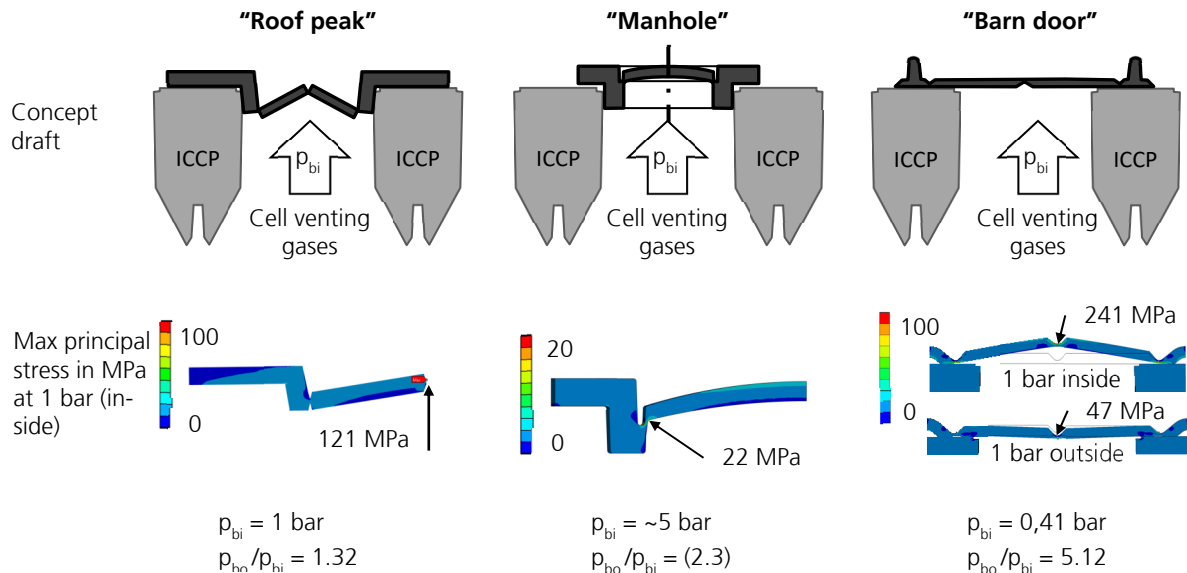 “Roof peak” “Manhole” “Barn door”
Concept
draft
ICCP ICCP ICCP ICCP ICCP ICCP
p_bi p_bi p_bi
Cell venting
gases
Cell venting
gases
Cell venting
gases
Max principal
stress in MPa
at 1 bar (in-
side)
100
0
121 MPa
20
0
22 MPa
100
0
241 MPa
1 bar inside
47 MPa
1 bar outside
p_bi = 1 bar
p_bo/p_bi = 1.32
p_bi = ~5 bar
p_bo/p_bi = (2.3)
p_bi = 0,41 bar
p_bo/p_bi = 5.12